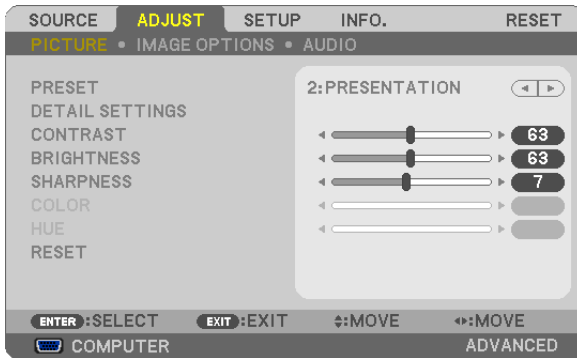 SOURCE ADJUST SETUP INFO. RESET
PICTURE • IMAGE OPTIONS • AUDIO
PRESET 2:PRESENTATION
DETAIL SETTINGS
CONTRAST 63
BRIGHTNESS 63
SHARPNESS 7
COLOR
HUE
RESET
ENTER :SELECT EXIT :EXIT :MOVE :MOVE
COMPUTER ADVANCED